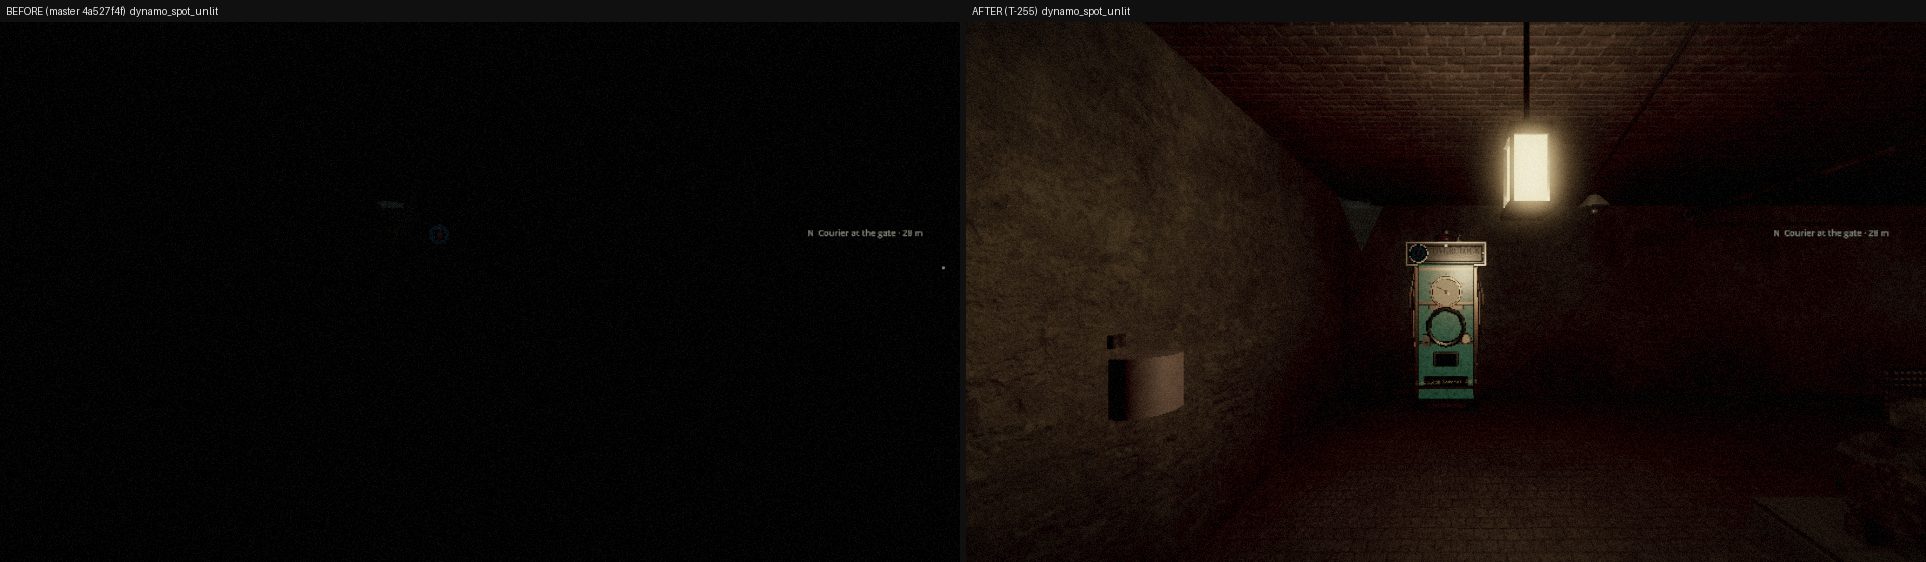 BEFORE (master 4a527f4f) dynamo_spot_unlit
AFTER (T-255) dynamo_spot_unlit
N Courier at the gate · 28 m
N Courier at the gate · 28 m